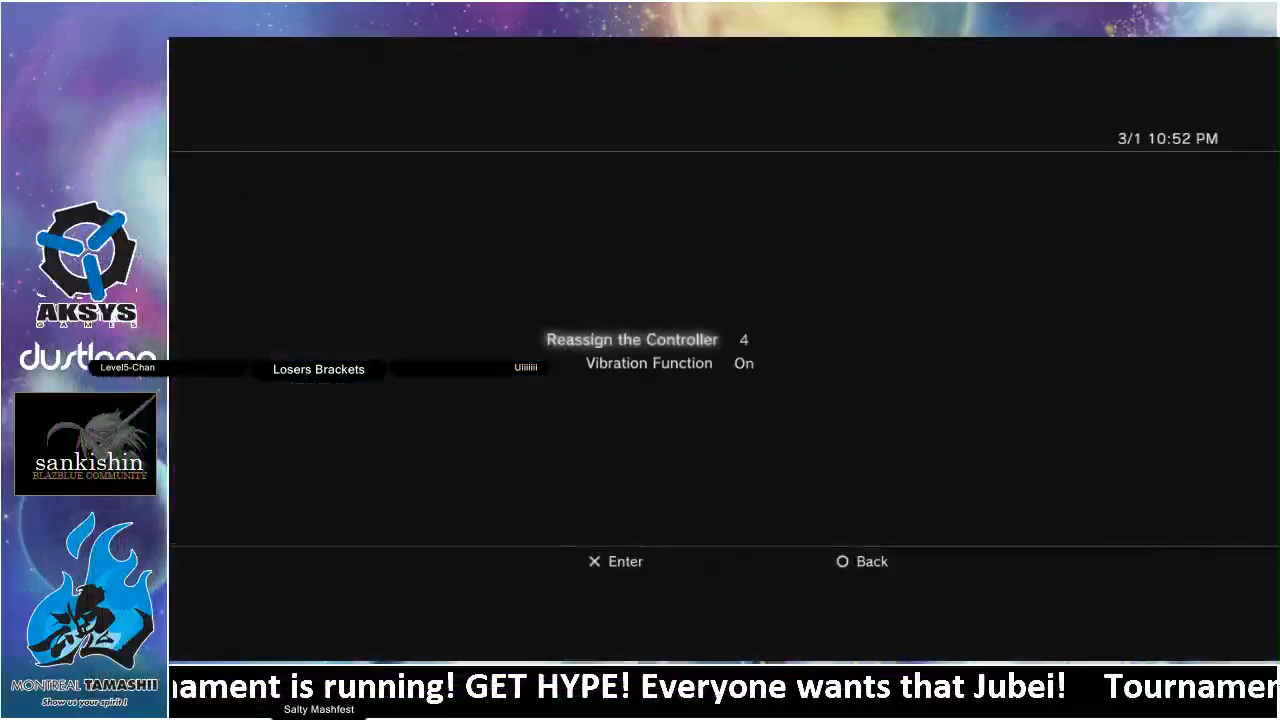 3/1 10:52 PM
AKSYS
GAMES
Reassign the Controller 4
dustloop
Vibration Function On
Level5-Chan
Losers Brackets
Uiiiiiii
sankishin
BLAZBLUE COMMUNITY
X Enter
O Back
魂
MONTREAL TAMASHII
Show us your spirit!
nament is running! GET HYPE! Everyone wants that Jubei! Tournamen
Salty Mashfest